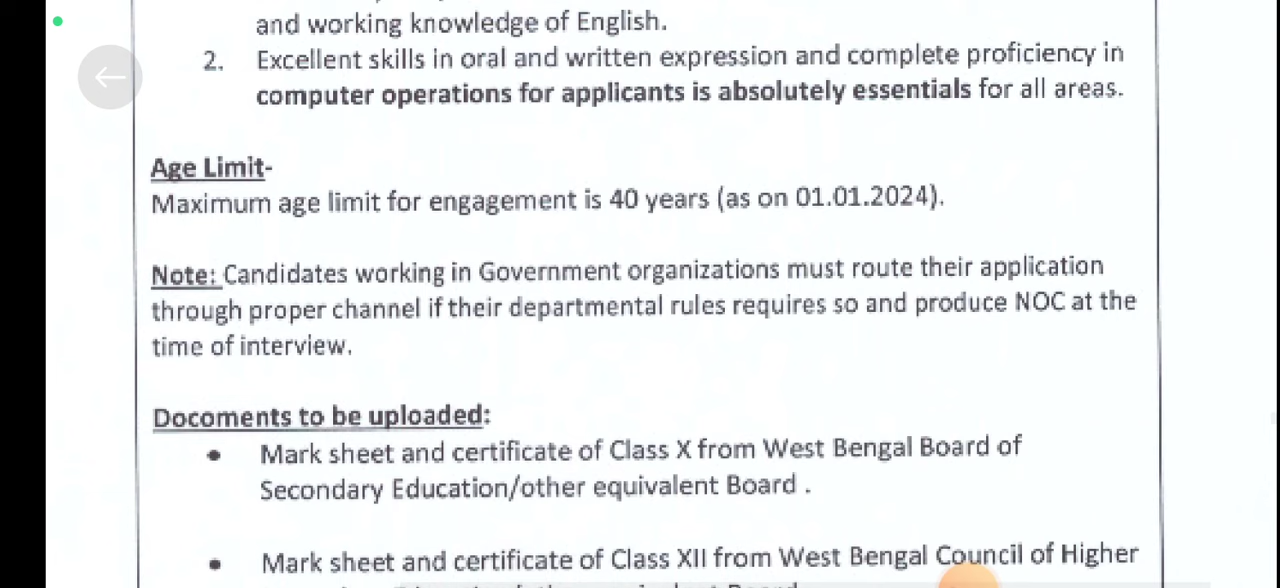 and working knowledge of English.
2. Excellent skills in oral and written expression and complete proficiency in
computer operations for applicants is absolutely essentials for all areas.
Age Limit-
Maximum age limit for engagement is 40 years (as on 01.01.2024).
Note: Candidates working in Government organizations must route their application
through proper channel if their departmental rules requires so and produce NOC at the
time of interview.
Docoments to be uploaded:
• Mark sheet and certificate of Class X from West Bengal Board of
Secondary Education/other equivalent Board .
• Mark sheet and certificate of Class XII from West Bengal Council of Higher